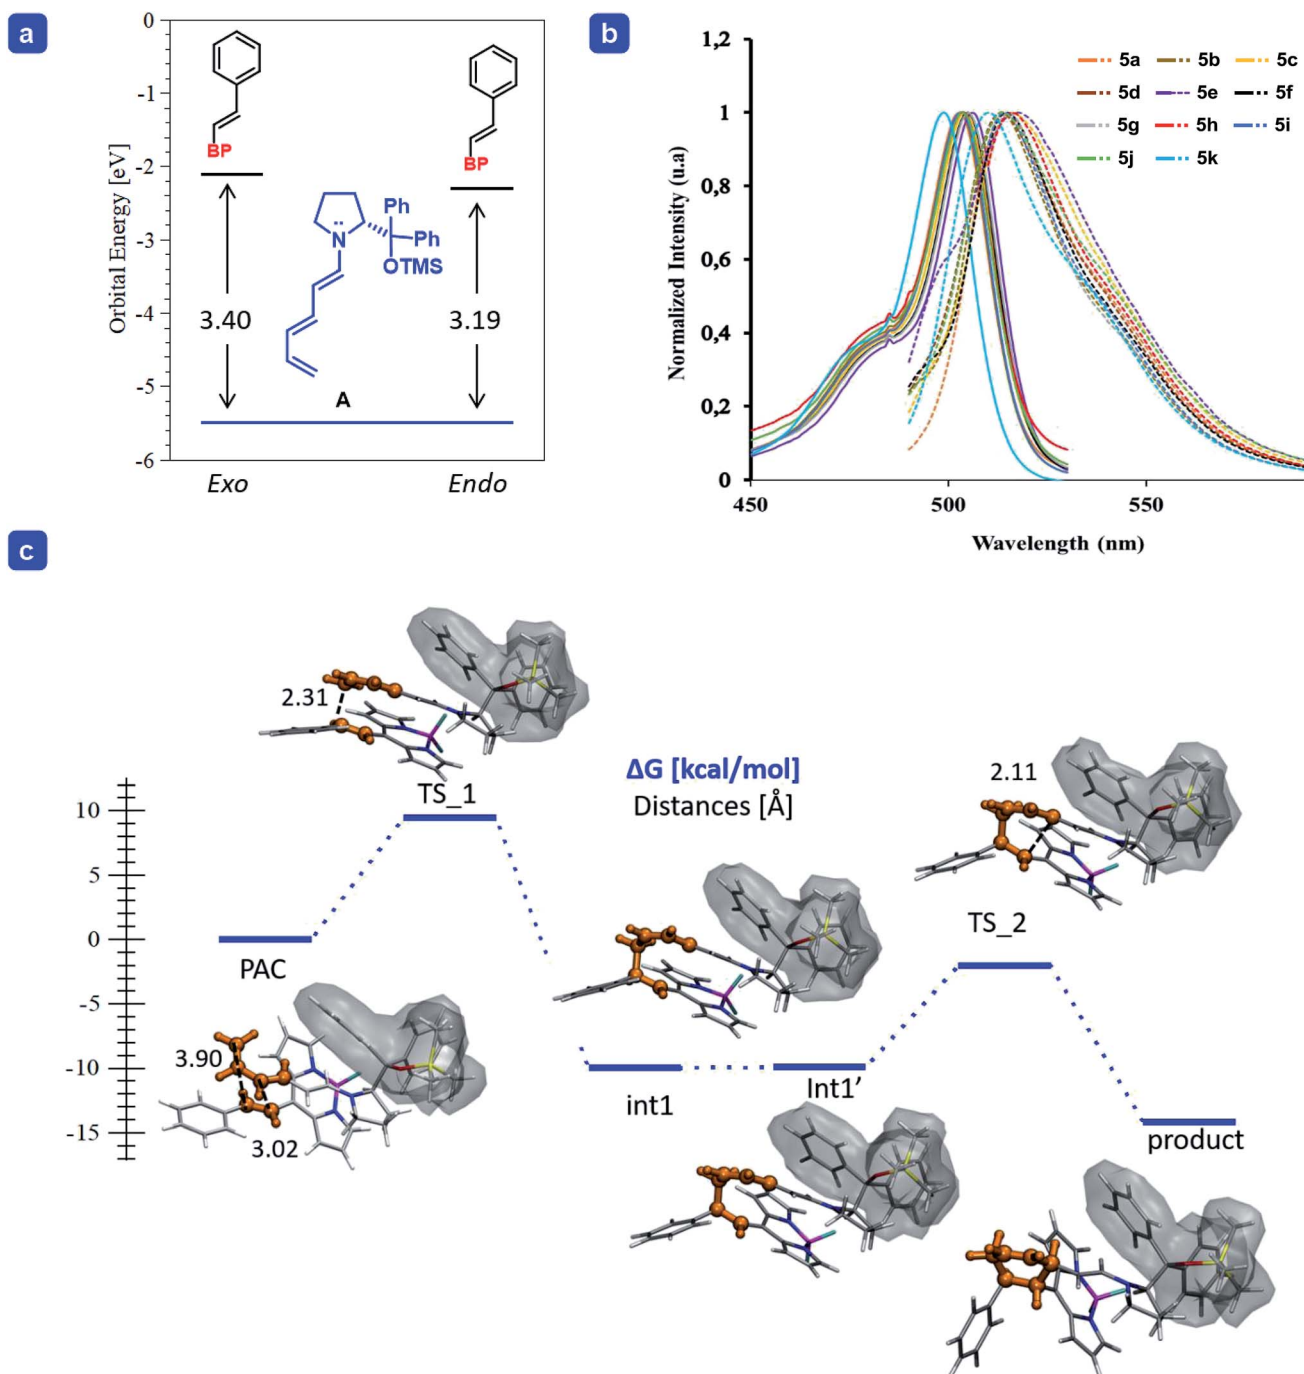 a
0
-1
-2
-3
-4
-5
-6
Orbital Energy [eV]
BP
BP
3.40
3.19
N
Ph
Ph
OTMS
A
Exo
Endo
b
1,2
1
0,8
0,6
0,4
0,2
0
Normalized Intensity (u.a)
5a 5b 5c
5d 5e 5f
5g 5h 5i
5j 5k
450 500 550
Wavelength (nm)
c
2.31
TS_1
ΔG [kcal/mol]
Distances [Å]
2.11
TS_2
10
5
0
-5
-10
-15
PAC
3.90
3.02
int1
Int1’
product